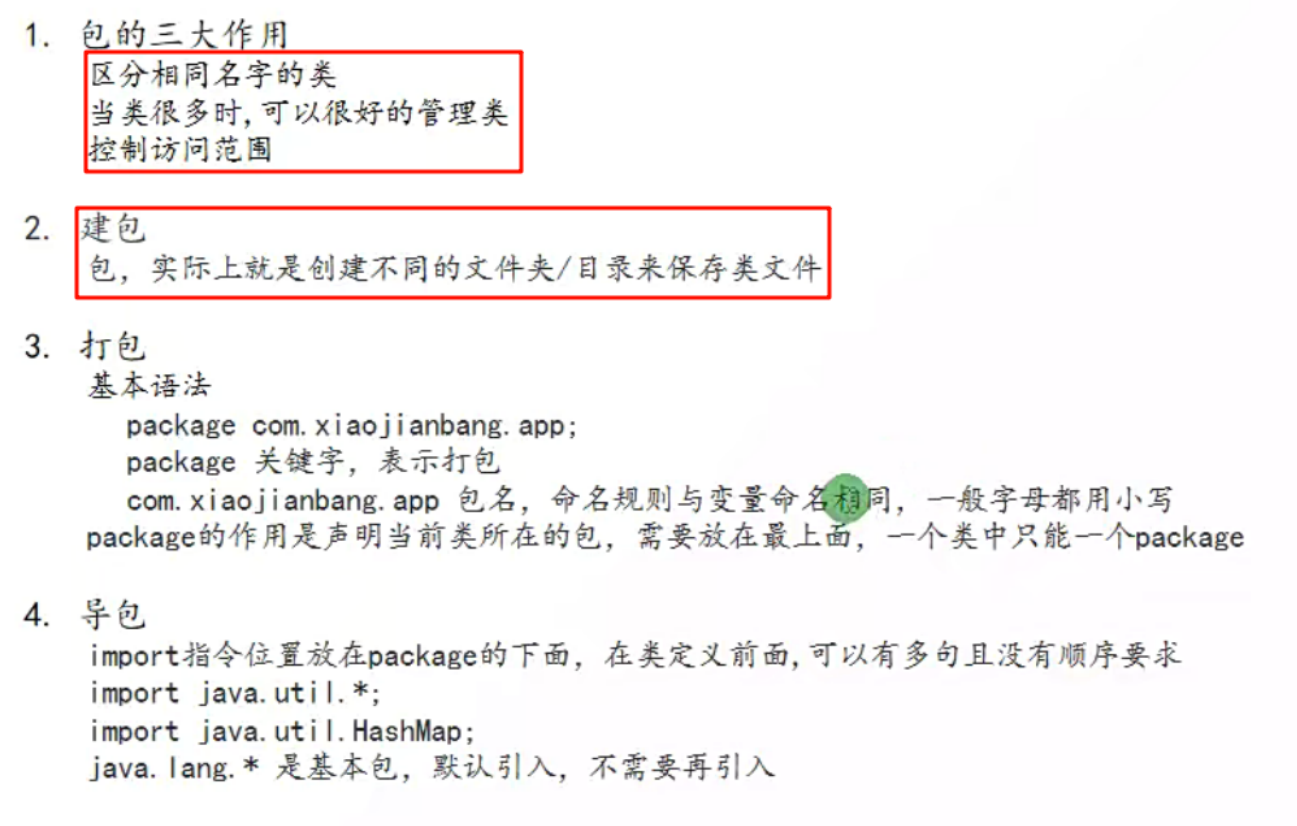 1. 包的三大作用
区分相同名字的类
当类很多时,可以很好的管理类
控制访问范围
2. 建包
包，实际上就是创建不同的文件夹/目录来保存类文件
3. 打包
基本语法
package com.xiaojianbang.app;
package 关键字，表示打包
com.xiaojianbang.app 包名，命名规则与变量命名相同，一般字母都用小写
package的作用是声明当前类所在的包，需要放在最上面，一个类中只能一个package
4. 导包
import指令位置放在package的下面，在类定义前面,可以有多句且没有顺序要求
import java.util.*;
import java.util.HashMap;
java.lang.* 是基本包，默认引入，不需要再引入